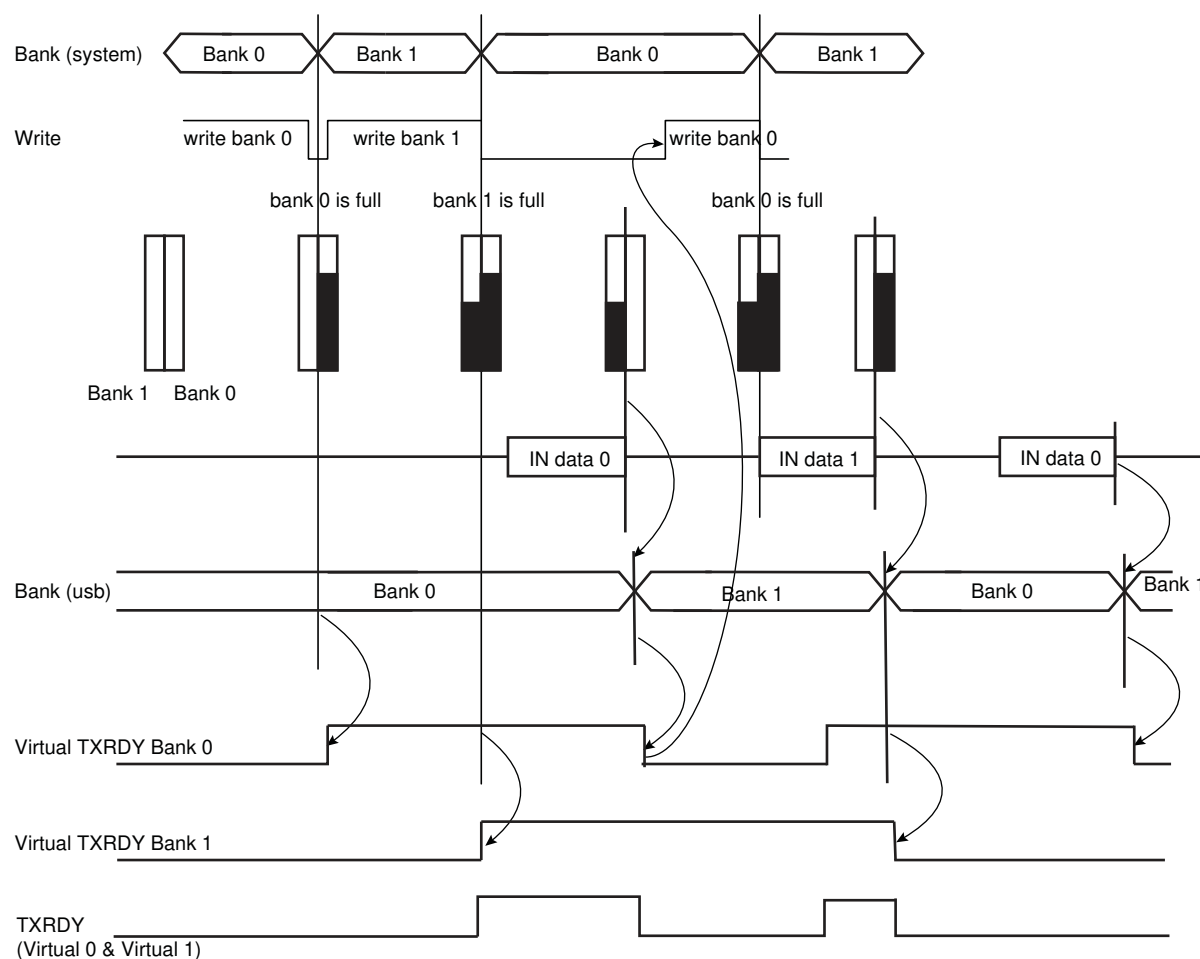 Bank (system)
Bank 0
Bank 1
Bank 0
Bank 1
Write
write bank 0
write bank 1
write bank 0
bank 0 is full
bank 1 is full
bank 0 is full
Bank 1
Bank 0
IN data 0
IN data 1
IN data 0
Bank (usb)
Bank 0
Bank 1
Bank 0
Bank 1
Virtual TXRDY Bank 0
Virtual TXRDY Bank 1
TXRDY
(Virtual 0 & Virtual 1)